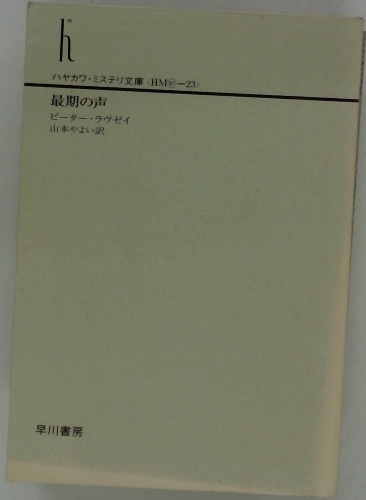 h
ハヤカワ・ミステリ文庫〈HM91-23〉
最期の声
ピーター・ラヴゼイ
山本やよい訳
早川書房